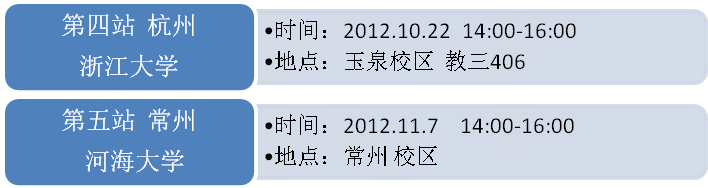 第四站 杭州
浙江大学
•时间：2012.10.22 14:00-16:00
•地点：玉泉校区 教三406
第五站 常州
河海大学
•时间：2012.11.7 14:00-16:00
•地点：常州 校区